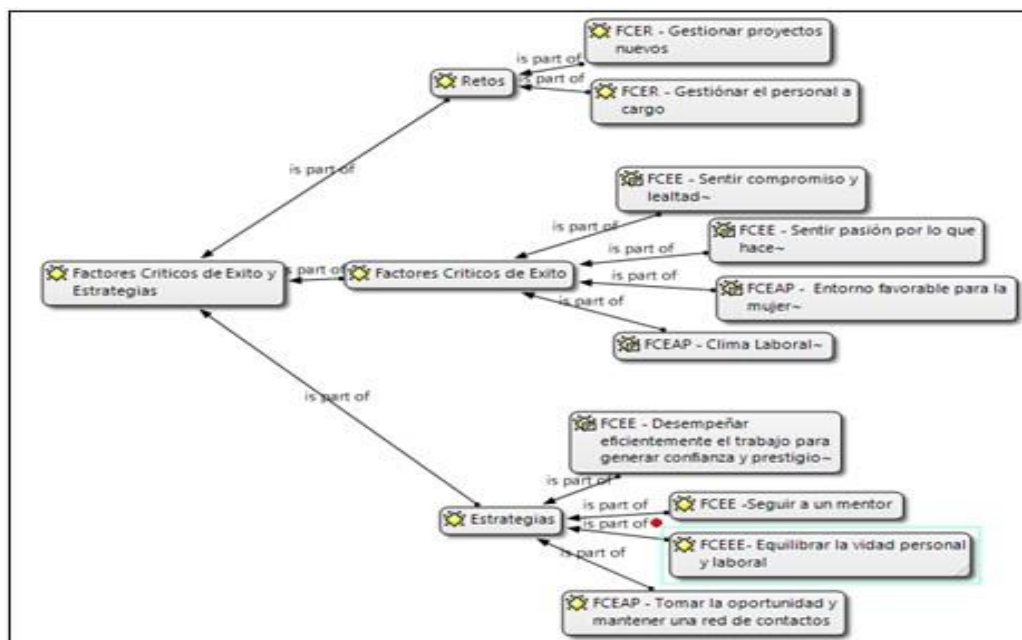 FCER - Gestionar proyectos
nuevos
is part of
Retos
is part of
FCER - Gestiónar el personal a
cargo
is part of
FCEE - Sentir compromiso y
lealtad~
is part of
FCEE - Sentir pasión por lo que
hace~
is part of
Factores Criticos de Exito y
Estrategias
is part of
Factores Criticos de Exito
is part of
FCEAP - Entorno favorable para la
mujer~
is part of
FCEAP - Clima Laboral~
is part of
FCEE - Desempeñar
eficientemente el trabajo para
generar confianza y prestigio~
is part of
Estrategias
is part of
FCEE -Seguir a un mentor
is part of
FCEEE- Equilibrar la vidad personal
y laboral
is part of
FCEAP - Tomar la oportunidad y
mantener una red de contactos